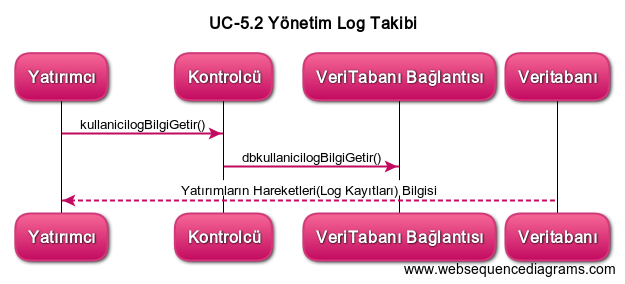 UC-5.2 Yönetim Log Takibi
Yatırımcı Kontrolcü VeriTabanı Bağlantısı Veritabanı
kullanicilogBilgiGetir()
dbkullanicilogBilgiGetir()
Yatırımların Hareketleri(Log Kayıtları) Bilgisi
Yatırımcı Kontrolcü VeriTabanı Bağlantısı Veritabanı
www.websequencediagrams.com